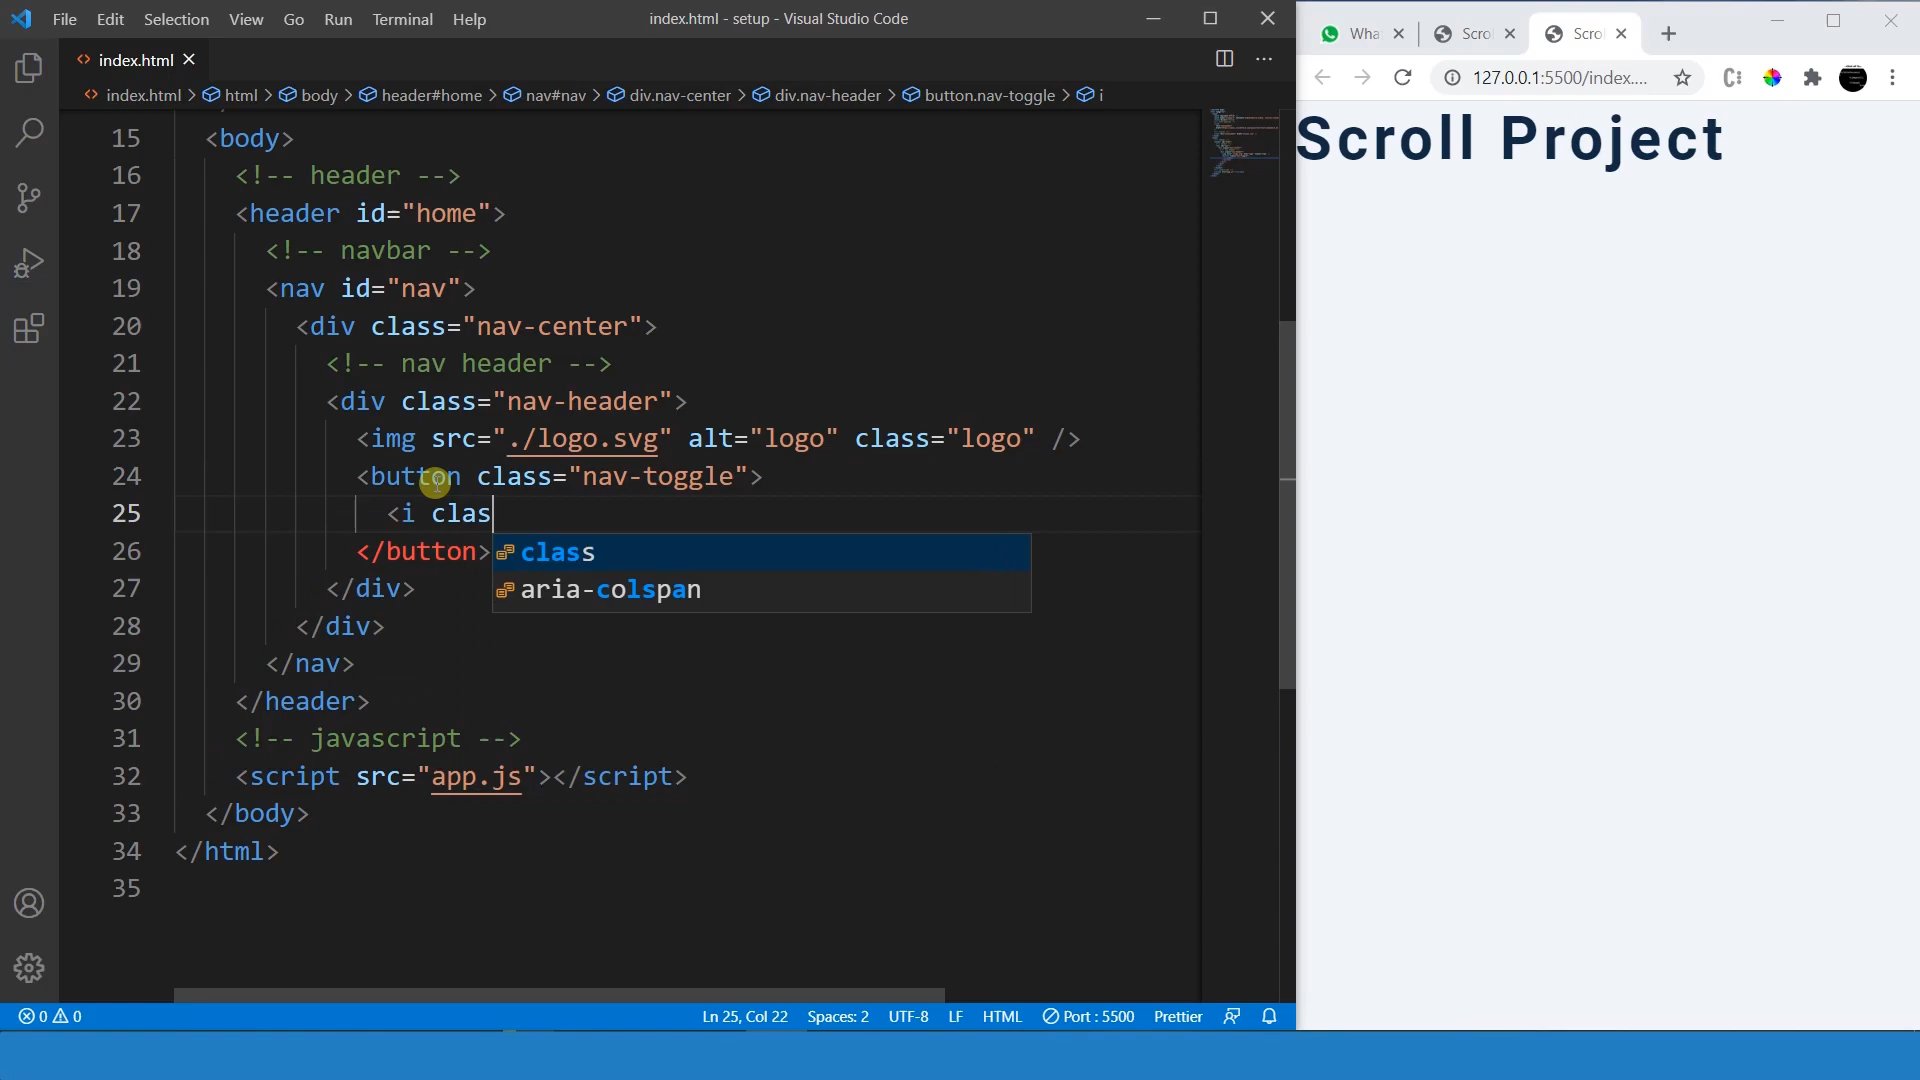 File Edit Selection View Go Run Terminal Help
index.html - setup - Visual Studio Code
index.html
index.html > html > body > header#home > nav#nav > div.nav-center > div.nav-header > button.nav-toggle > i
15 <body>
16 <!-- header -->
17 <header id="home">
18 <!-- navbar -->
19 <nav id="nav">
20 <div class="nav-center">
21 <!-- nav header -->
22 <div class="nav-header">
23 <img src="./logo.svg" alt="logo" class="logo" />
24 <button class="nav-toggle">
25 <i clas
26 </button>
class
27 </div>
aria-colspan
28 </div>
29 </nav>
30 </header>
31 <!-- javascript -->
32 <script src="app.js"></script>
33 </body>
34 </html>
35
0 0
Ln 25, Col 22 Spaces: 2 UTF-8 LF HTML Port : 5500 Prettier
Wha Scro Scro
127.0.0.1:5500/index....
Scroll Project